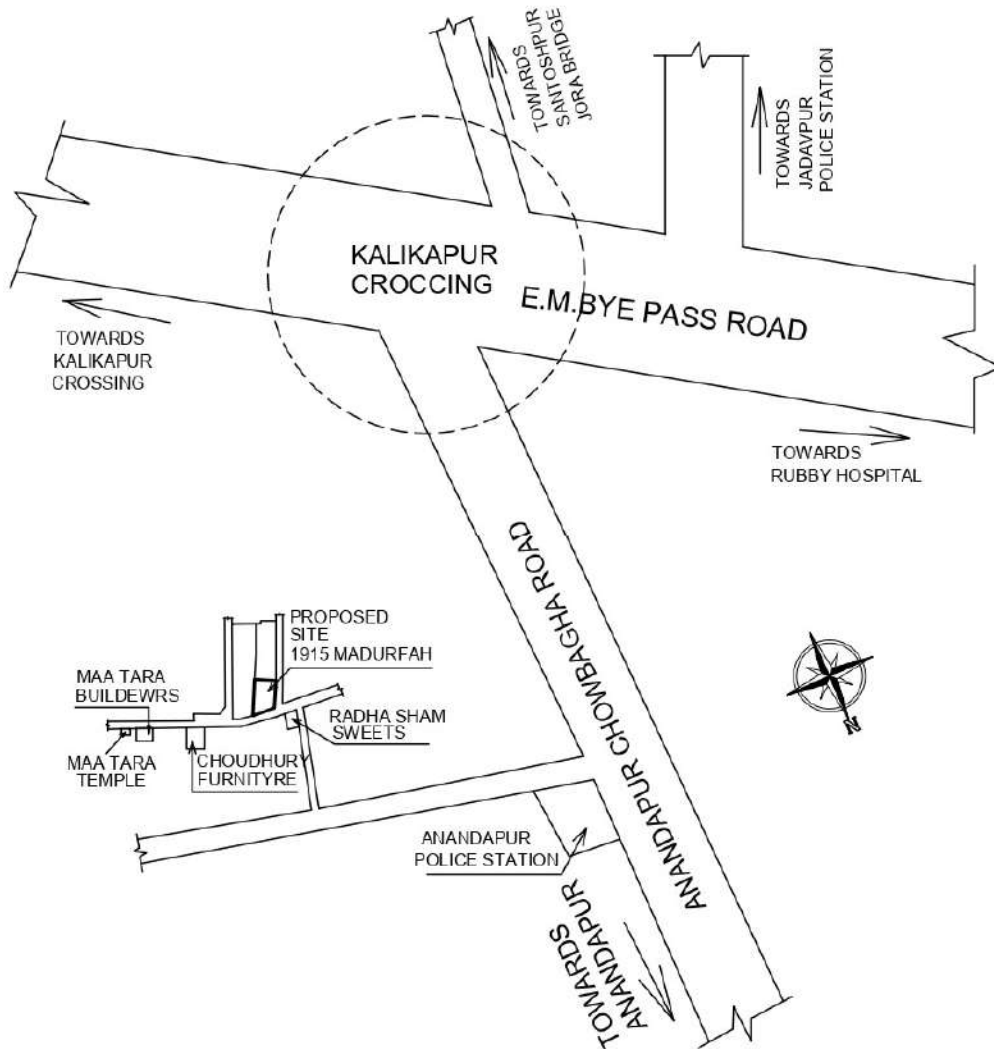 TOWARDS
SANTOSHPUR
JORA BRIDGE
TOWARDS
JADAVPUR
POLICE STATION
KALIKAPUR
CROCCING
E.M.BYE PASS ROAD
TOWARDS
KALIKAPUR
CROSSING
TOWARDS
RUBBY HOSPITAL
ANANDAPUR CHOWBAGHA ROAD
PROPOSED
SITE
1915 MADURFAH
MAA TARA
BUILDEWRS
RADHA SHAM
SWEETS
MAA TARA
TEMPLE
CHOUDHURY
FURNITYRE
ANANDAPUR
POLICE STATION
TOWARDS
ANANDAPUR
N